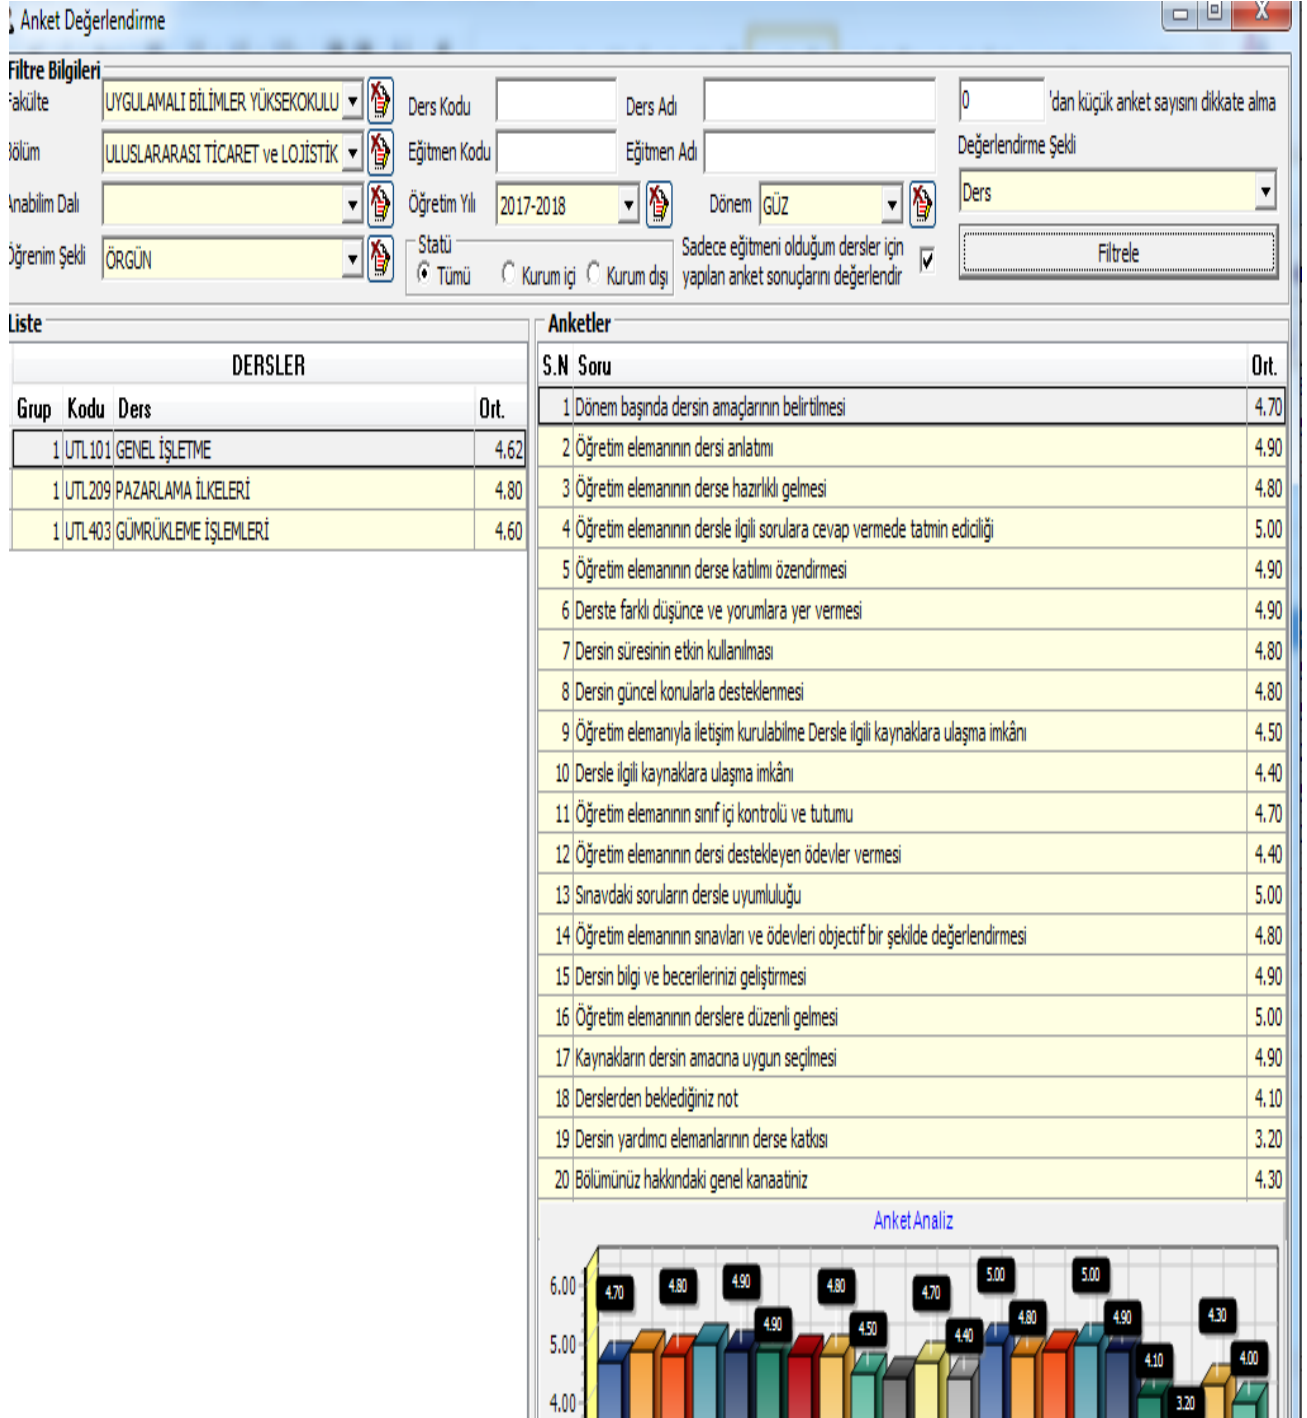 Anket Değerlendirme
Filtre Bilgileri
Fakülte
UYGULAMALI BİLİMLER YÜKSEKOKULU
Ders Kodu
Ders Adı
0
'dan küçük anket sayısını dikkate alma
Bölüm
ULUSLARARASI TİCARET ve LOJİSTİK
Eğitmen Kodu
Eğitmen Adı
Değerlendirme Şekli
Anabilim Dalı
Öğretim Yılı
2017-2018
Dönem
GÜZ
Ders
Öğrenim Şekli
ÖRGÜN
Statü
Tümü
Kurum içi
Kurum dışı
Sadece eğitmeni olduğum dersler için
yapılan anket sonuçlarını değerlendir
Filtrele
Liste
DERSLER
Grup Kodu Ders Ort.
1 UTL101 GENEL İŞLETME 4.62
1 UTL209 PAZARLAMA İLKELERİ 4.80
1 UTL403 GÜMRÜKLEME İŞLEMLERİ 4.60
Anketler
S.N Soru Ort.
1 Dönem başında dersin amaçlarının belirtilmesi 4.70
2 Öğretim elemanının dersi anlatımı 4.90
3 Öğretim elemanının derse hazırlıklı gelmesi 4.80
4 Öğretim elemanının dersle ilgili sorulara cevap vermede tatmin ediciliği 5.00
5 Öğretim elemanının derse katılımı özendirmesi 4.90
6 Derste farklı düşünce ve yorumlara yer vermesi 4.90
7 Dersin süresinin etkin kullanılması 4.80
8 Dersin güncel konularla desteklenmesi 4.80
9 Öğretim elemanıyla iletişim kurulabilme Dersle ilgili kaynaklara ulaşma imkânı 4.50
10 Dersle ilgili kaynaklara ulaşma imkânı 4.40
11 Öğretim elemanının sınıf içi kontrolü ve tutumu 4.70
12 Öğretim elemanının dersi destekleyen ödevler vermesi 4.40
13 Sınavdaki soruların dersle uyumluluğu 5.00
14 Öğretim elemanının sınavları ve ödevleri objectif bir şekilde değerlendirmesi 4.80
15 Dersin bilgi ve becerilerinizi geliştirmesi 4.90
16 Öğretim elemanının derslere düzenli gelmesi 5.00
17 Kaynakların dersin amacına uygun seçilmesi 4.90
18 Derslerden beklediğiniz not 4.10
19 Dersin yardımcı elemanlarının derse katkısı 3.20
20 Bölümünüz hakkındaki genel kanaatiniz 4.30
Anket Analiz
6.00
5.00
4.00
4.70 4.80 4.90 4.90 4.80 4.50 4.70 4.40 5.00 4.80 5.00 4.90 4.10 3.20 4.30 4.00